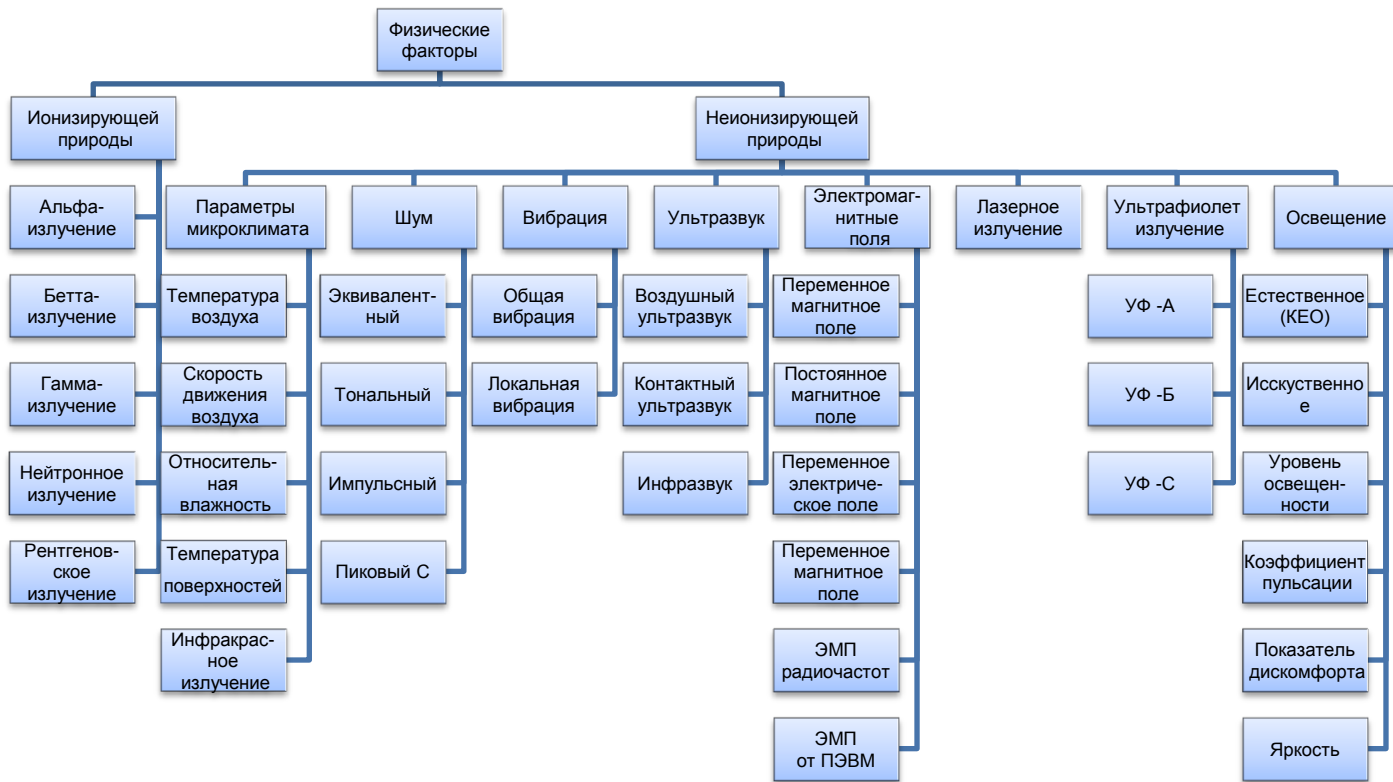 Физические
факторы
Ионизирующей
природы
Неионизирующей
природы
Альфа-
излучение
Бетта-
излучение
Гамма-
излучение
Нейтронное
излучение
Рентгенов-
ское
излучение
Параметры
микроклимата
Температура
воздуха
Скорость
движения
воздуха
Относитель-
ная
влажность
Температура
поверхностей
Инфракрас-
ное
излучение
Шум
Эквивалент-
ный
Тональный
Импульсный
Пиковый С
Вибрация
Общая
вибрация
Локальная
вибрация
Ультразвук
Воздушный
ультразвук
Контактный
ультразвук
Инфразвук
Электромаг-
нитные
поля
Переменное
магнитное
поле
Постоянное
магнитное
поле
Переменное
электриче-
ское поле
Переменное
магнитное
поле
ЭМП
радиочастот
ЭМП
от ПЭВМ
Лазерное
излучение
Ультрафиолет
излучение
УФ -А
УФ -Б
УФ -С
Освещение
Естественное
(КЕО)
Исскуственно
е
Уровень
освещен-
ности
Коэффициент
пульсации
Показатель
дискомфорта
Яркость